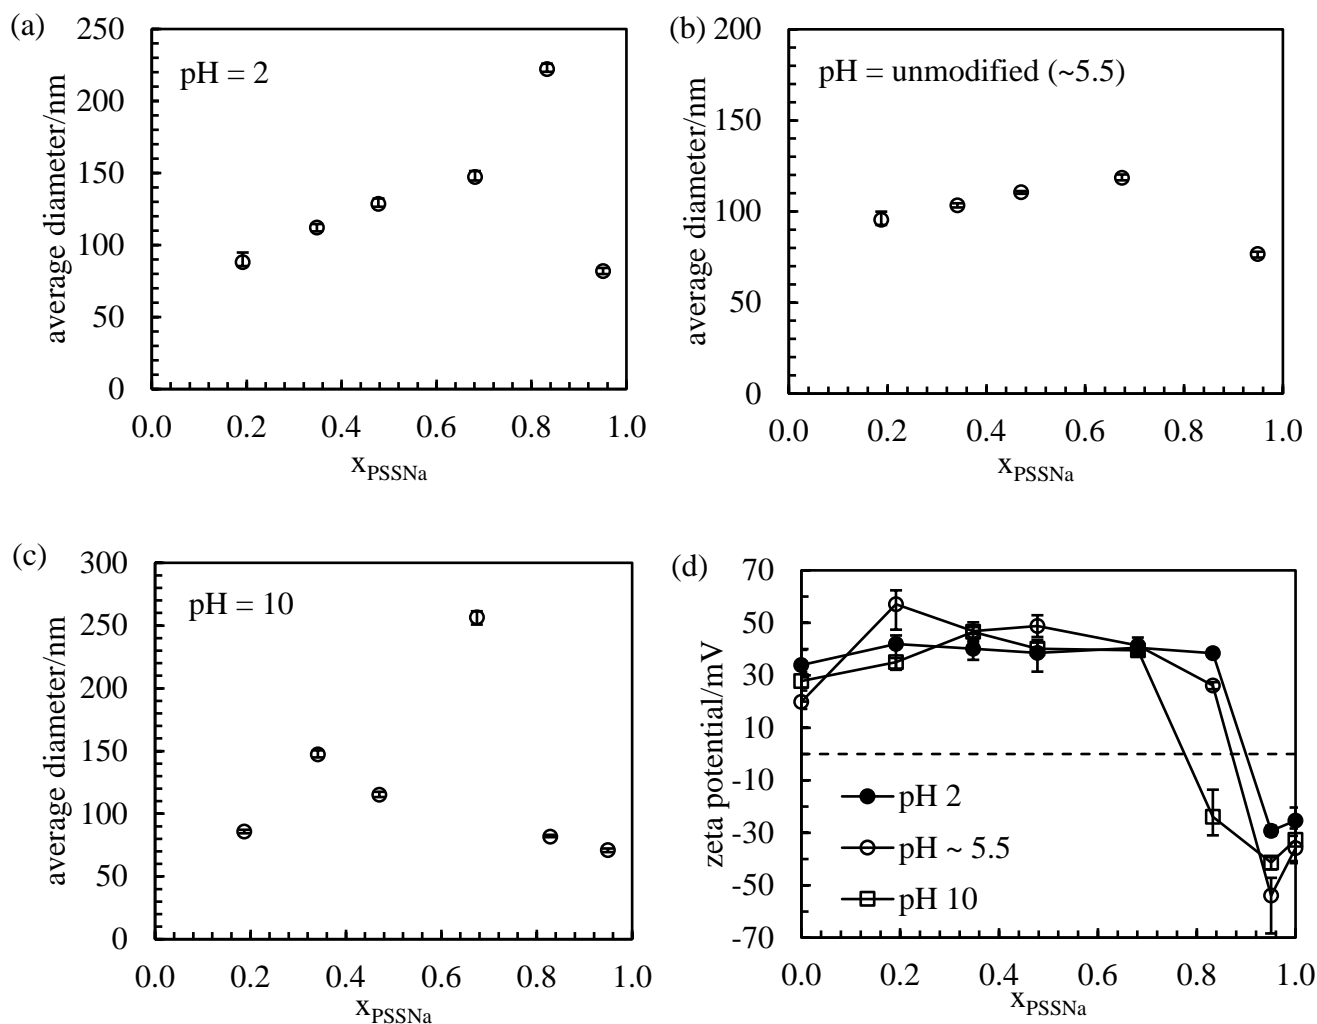 (a)
250
200
150
100
50
0
average diameter/nm
pH = 2
0.0 0.2 0.4 0.6 0.8 1.0
xPSSNa
(b)
200
150
100
50
0
average diameter/nm
pH = unmodified (~5.5)
0.0 0.2 0.4 0.6 0.8 1.0
xPSSNa
(c)
300
250
200
150
100
50
0
average diameter/nm
pH = 10
0.0 0.2 0.4 0.6 0.8 1.0
xPSSNa
(d)
70
50
30
10
-10
-30
-50
-70
zeta potential/mV
pH 2
pH ~ 5.5
pH 10
0.0 0.2 0.4 0.6 0.8 1.0
xPSSNa